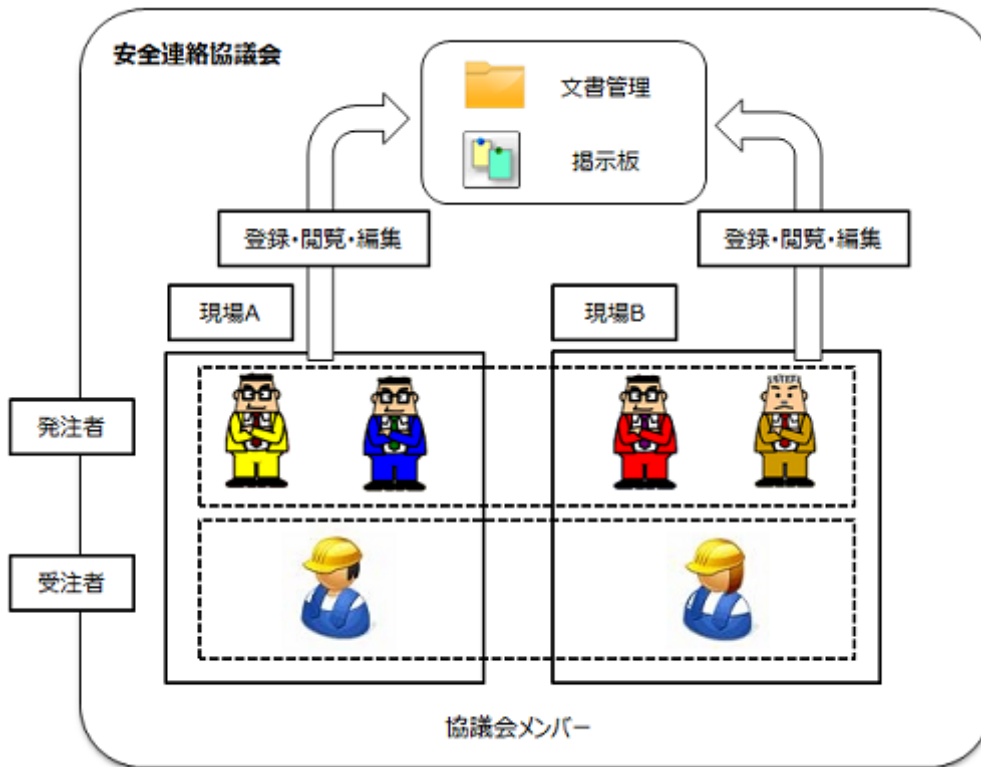 安全連絡協議会
文書管理
掲示板
登録・閲覧・編集
登録・閲覧・編集
現場A
現場B
発注者
受注者
協議会メンバー